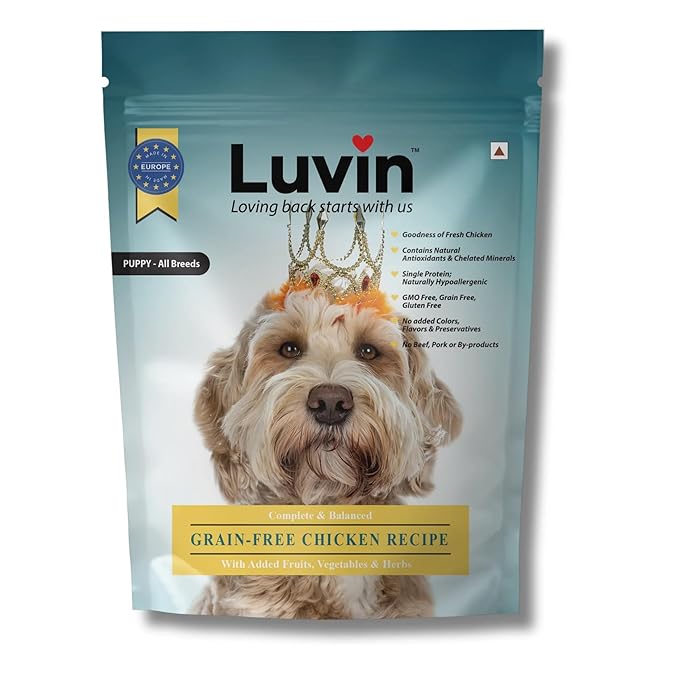 Luvin™
Loving back starts with us
MADE IN
EUROPE
MADE IN
PUPPY - All Breeds
Goodness of Fresh Chicken
Contains Natural
Antioxidants & Chelated Minerals
Single Protein;
Naturally Hypoallergenic
GMO Free, Grain Free,
Gluten Free
No added Colors,
Flavors & Preservatives
No Beef, Pork or By-products
Complete & Balanced
GRAIN-FREE CHICKEN RECIPE
With Added Fruits, Vegetables & Herbs